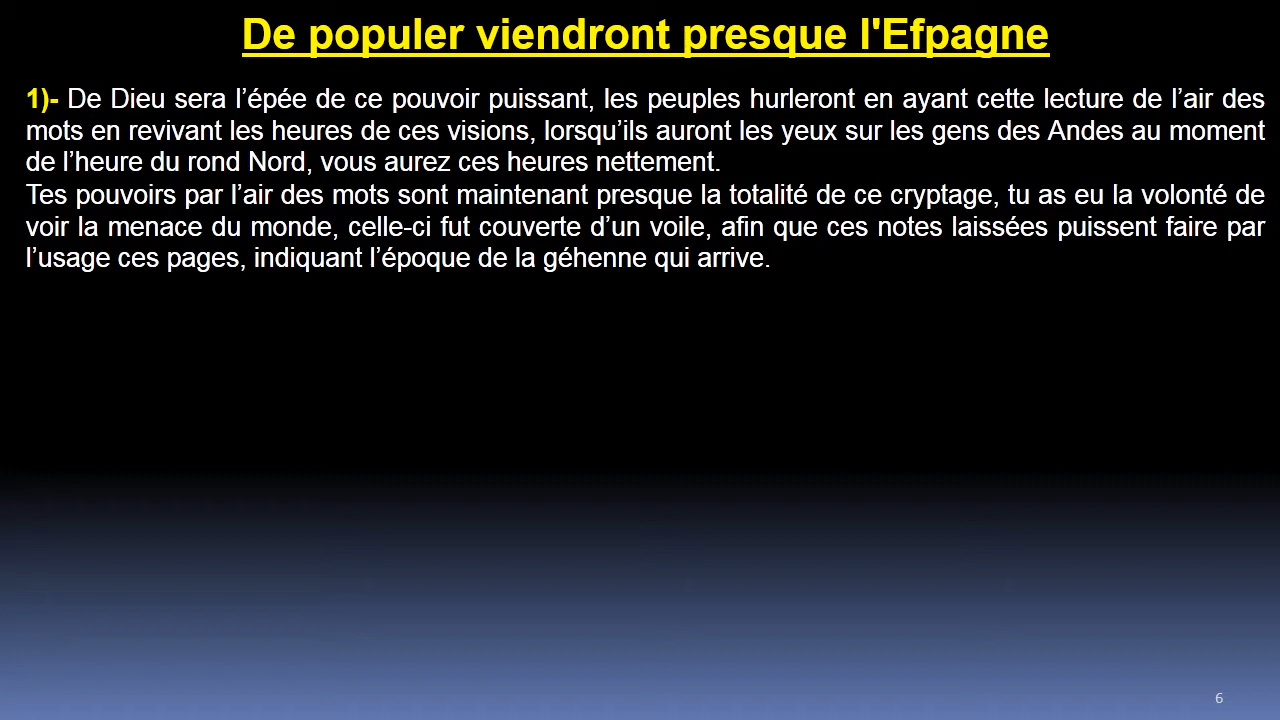 De populer viendront presque l'Efpagne
1)- De Dieu sera l’épée de ce pouvoir puissant, les peuples hurleront en ayant cette lecture de l’air des
mots en revivant les heures de ces visions, lorsqu’ils auront les yeux sur les gens des Andes au moment
de l’heure du rond Nord, vous aurez ces heures nettement.
Tes pouvoirs par l’air des mots sont maintenant presque la totalité de ce cryptage, tu as eu la volonté de
voir la menace du monde, celle-ci fut couverte d’un voile, afin que ces notes laissées puissent faire par
l’usage ces pages, indiquant l’époque de la géhenne qui arrive.
6